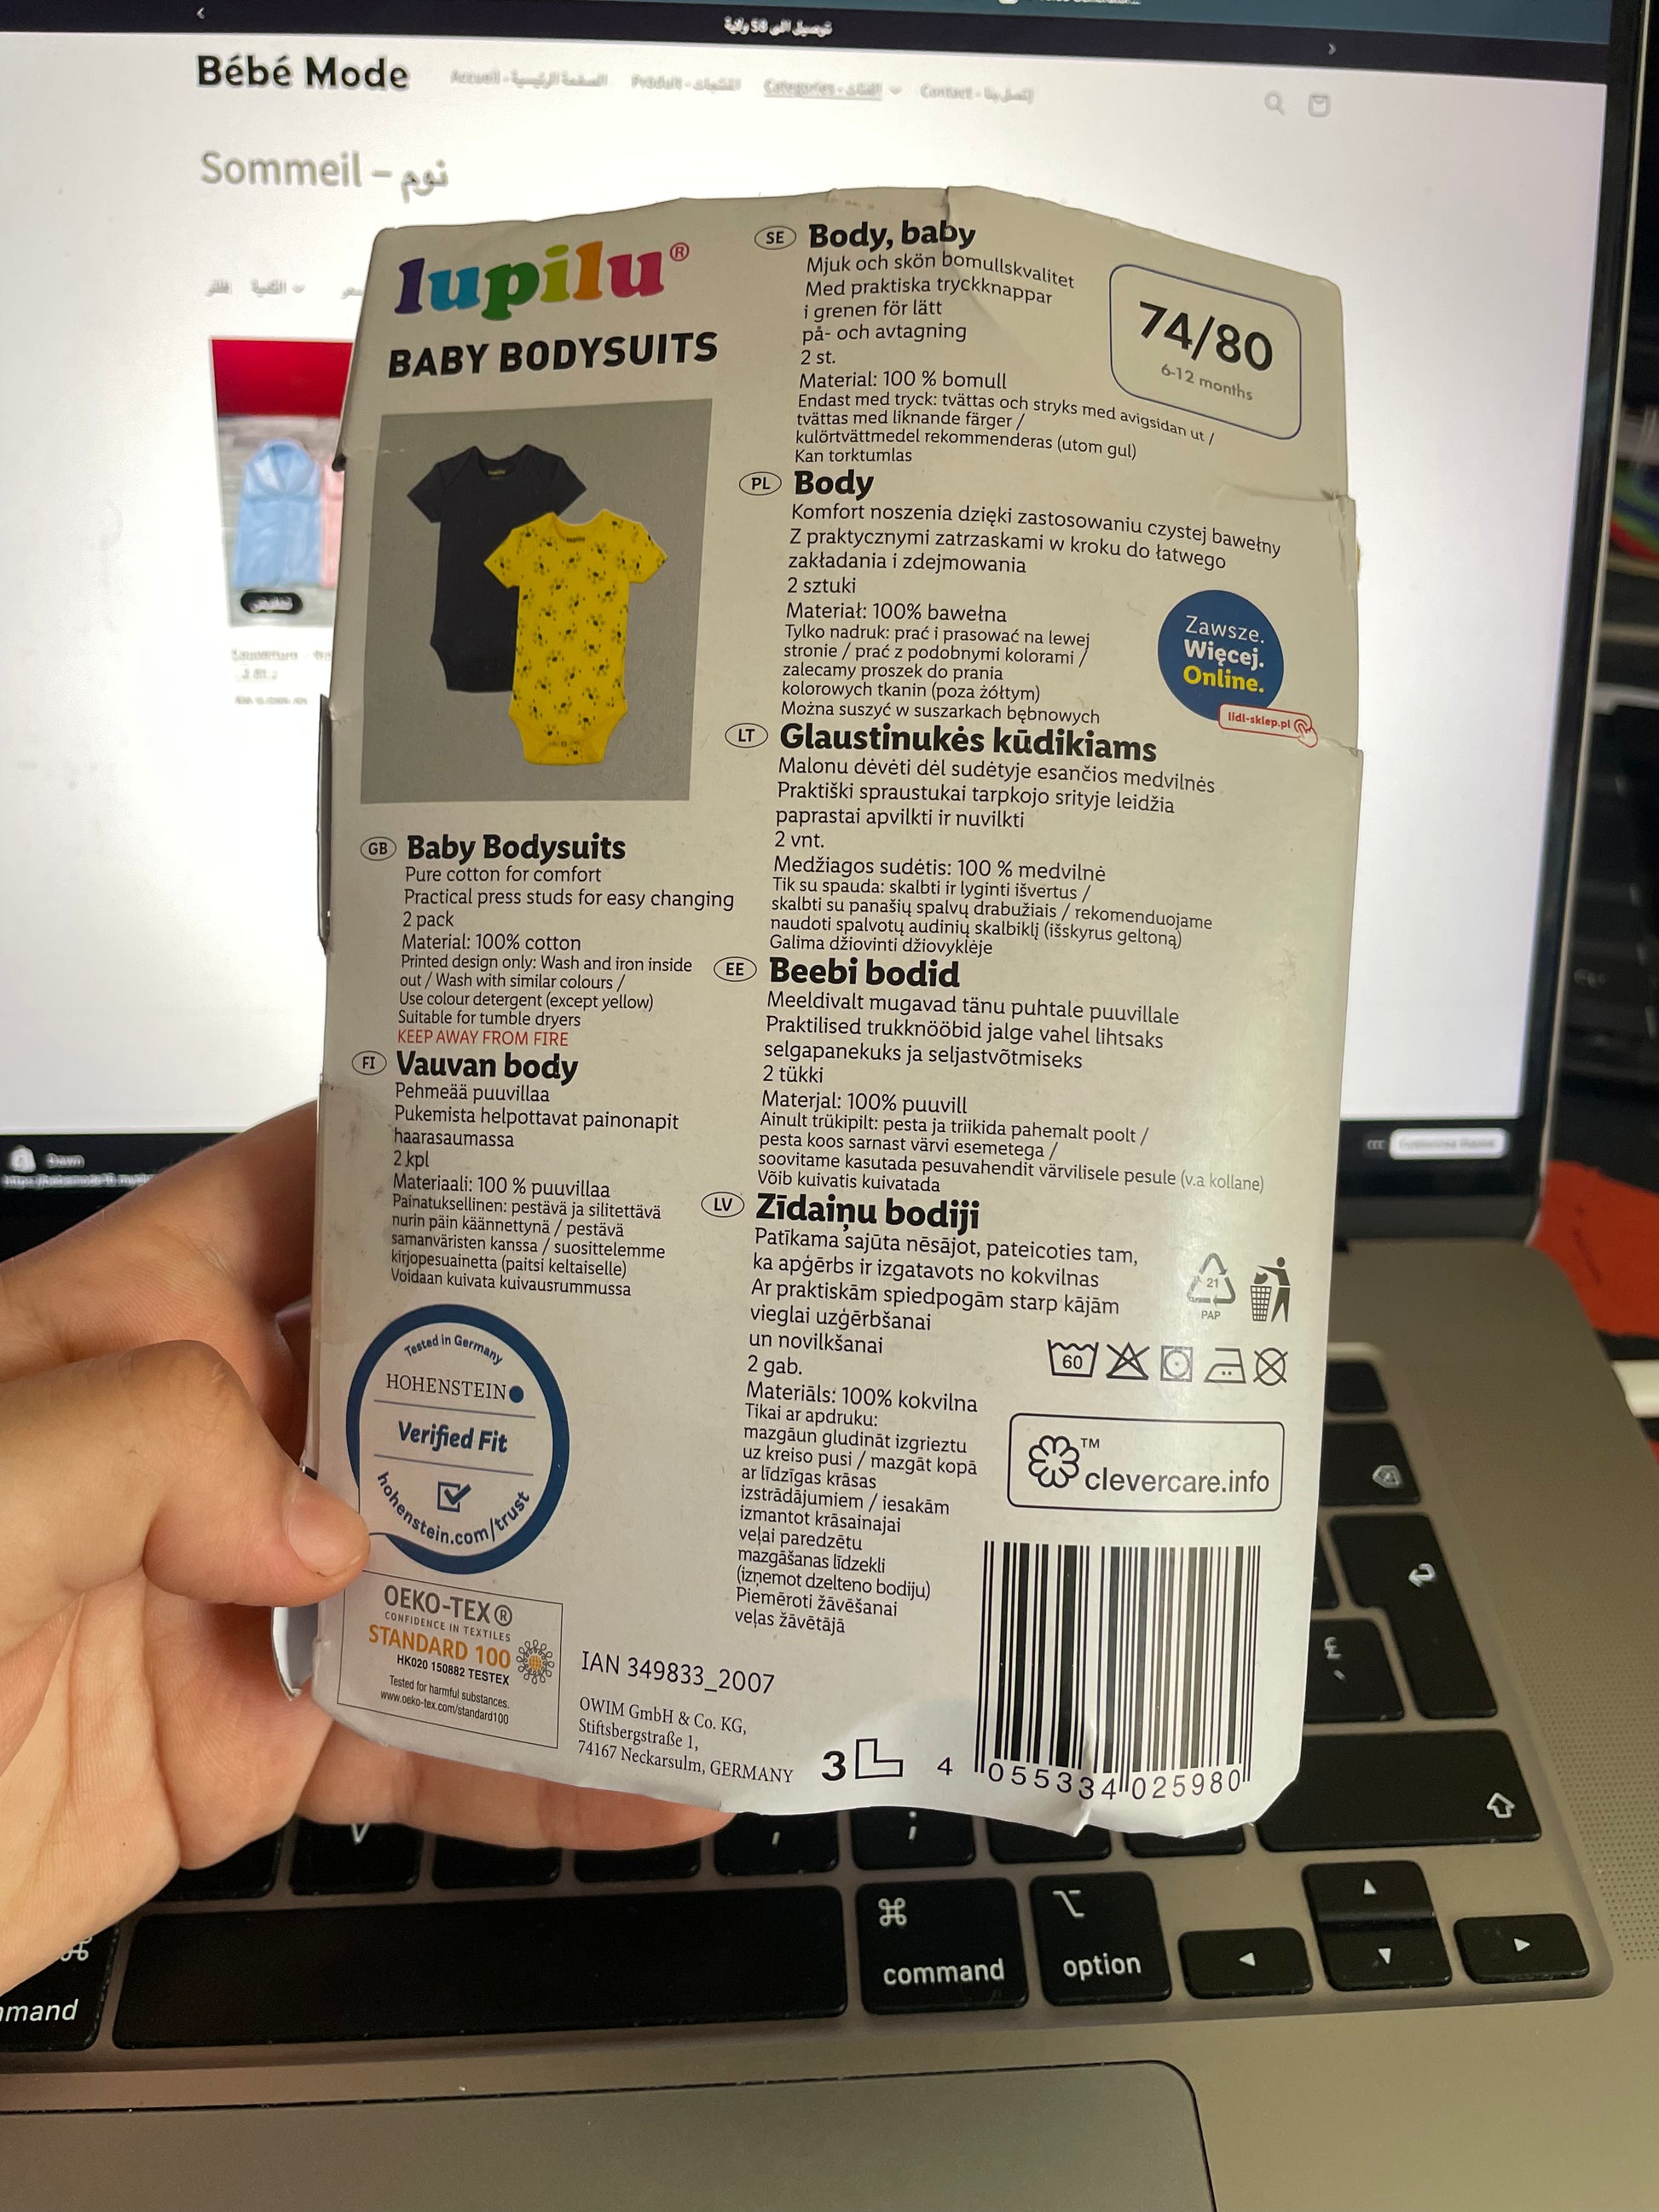 توصيل الى 58 ولاية
Bébé Mode
Accueil - الصفحة الرئيسية
Produit - المنتجات
Categories - الفئات
Contact - إتصل بنا
Sommeil – نوم
lupilu®
BABY BODYSUITS
GB Baby Bodysuits
Pure cotton for comfort
Practical press studs for easy changing
2 pack
Material: 100% cotton
Printed design only: Wash and iron inside
out / Wash with similar colours /
Use colour detergent (except yellow)
Suitable for tumble dryers
KEEP AWAY FROM FIRE
FI Vauvan body
Pehmeää puuvillaa
Pukemista helpottavat painonapit
haarasaumassa
2 kpl
Materiaali: 100 % puuvillaa
Painatuksellinen: pestävä ja silitettävä
nurin päin käännettynä / pestävä
samanväristen kanssa / suosittelemme
kirjopesuainetta (paitsi keltaiselle)
Voidaan kuivata kuivausrummussa
Tested in Germany
HOHENSTEIN
Verified Fit
hohenstein.com/trust
OEKO-TEX®
CONFIDENCE IN TEXTILES
STANDARD 100
HK020 150882 TESTEX
Tested for harmful substances.
www.oeko-tex.com/standard100
SE Body, baby
Mjuk och skön bomullskvalitet
Med praktiska tryckknappar
i grenen för lätt
på- och avtagning
2 st.
Material: 100 % bomull
Endast med tryck: tvättas och stryks med avigsidan ut /
tvättas med liknande färger /
kulörtvättmedel rekommenderas (utom gul)
Kan torktumlas
74/80
6-12 months
PL Body
Komfort noszenia dzięki zastosowaniu czystej bawełny
Z praktycznymi zatrzaskami w kroku do łatwego
zakładania i zdejmowania
2 sztuki
Materiał: 100% bawełna
Tylko nadruk: prać i prasować na lewej
stronie / prać z podobnymi kolorami /
zalecamy proszek do prania
kolorowych tkanin (poza żółtym)
Można suszyć w suszarkach bębnowych
Zawsze.
Więcej.
Online.
lidl-sklep.pl
LT Glaustinukės kūdikiams
Malonu dėvėti dėl sudėtyje esančios medvilnės
Praktiški spraustukai tarpkojo srityje leidžia
paprastai apvilkti ir nuvilkti
2 vnt.
Medžiagos sudėtis: 100 % medvilnė
Tik su spauda: skalbti ir lyginti išvertus /
skalbti su panašių spalvų drabužiais / rekomenduojame
naudoti spalvotų audinių skalbiklį (išskyrus geltoną)
Galima džiovinti džiovyklėje
EE Beebi bodid
Meeldivalt mugavad tänu puhtale puuvillale
Praktilised trukknööbid jalge vahel lihtsaks
selgapanekuks ja seljastvõtmiseks
2 tükki
Materjal: 100% puuvill
Ainult trükipilt: pesta ja triikida pahemalt poolt /
pesta koos sarnast värvi esemetega /
soovitame kasutada pesuvahendit värvilisele pesule (v.a kollane)
Võib kuivatis kuivatada
LV Zīdaiņu bodiji
Patīkama sajūta nēsājot, pateicoties tam,
ka apģērbs ir izgatavots no kokvilnas
Ar praktiskām spiedpogām starp kājām
vieglai uzģērbšanai
un novilkšanai
2 gab.
Materiāls: 100% kokvilna
Tikai ar apdruku:
mazgāun gludināt izgrieztu
uz kreiso pusi / mazgāt kopā
ar līdzīgas krāsas
izstrādājumiem / iesakām
izmantot krāsainajai
veļai paredzētu
mazgāšanas līdzekli
(izņemot dzelteno bodiju)
Piemēroti žāvēšanai
veļas žāvētājā
21
PAP
60
™
clevercare.info
IAN 349833_2007
OWIM GmbH & Co. KG,
Stiftsbergstraße 1,
74167 Neckarsulm, GERMANY
3
4 055334 025980
Dawn
£
V
;
⌘
command
⌥
option
mmand